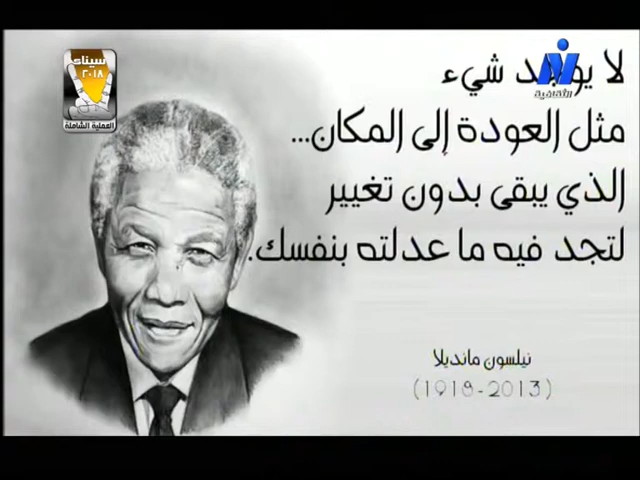 سيناء
٢٠١٨
العملية الشاملة
الثقافية
لا يوجد شيء
مثل العودة إلى المكان...
الذي يبقى بدون تغيير
لتجد فيه ما عدلته بنفسك.
نيلسون مانديلا
(1918-2013)